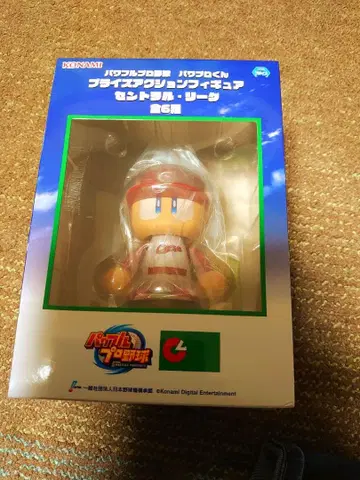 KONAMI
パワフルプロ野球 パワプロくん
プライズアクションフィギュア
セントラル・リーグ
全6種
パワフル
プロ野球
一般社団法人日本野球機構承認 ©Konami Digital Entertainment